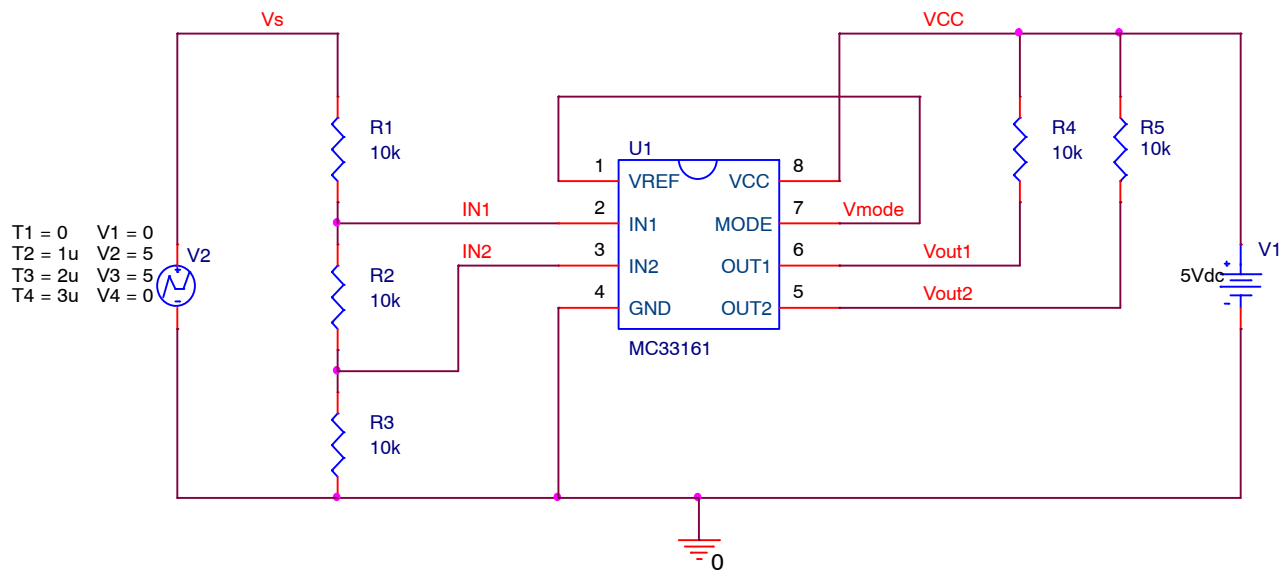 Vs
VCC
R1
10k
R4
10k
R5
10k
U1
1
VREF
VCC
8
2
IN1
IN1
MODE
7
Vmode
3
IN2
IN2
OUT1
6
Vout1
4
GND
OUT2
5
Vout2
MC33161
T1 = 0 V1 = 0
T2 = 1u V2 = 5
T3 = 2u V3 = 5
T4 = 3u V4 = 0
V2
+
-
R2
10k
V1
+
5Vdc
-
R3
10k
0